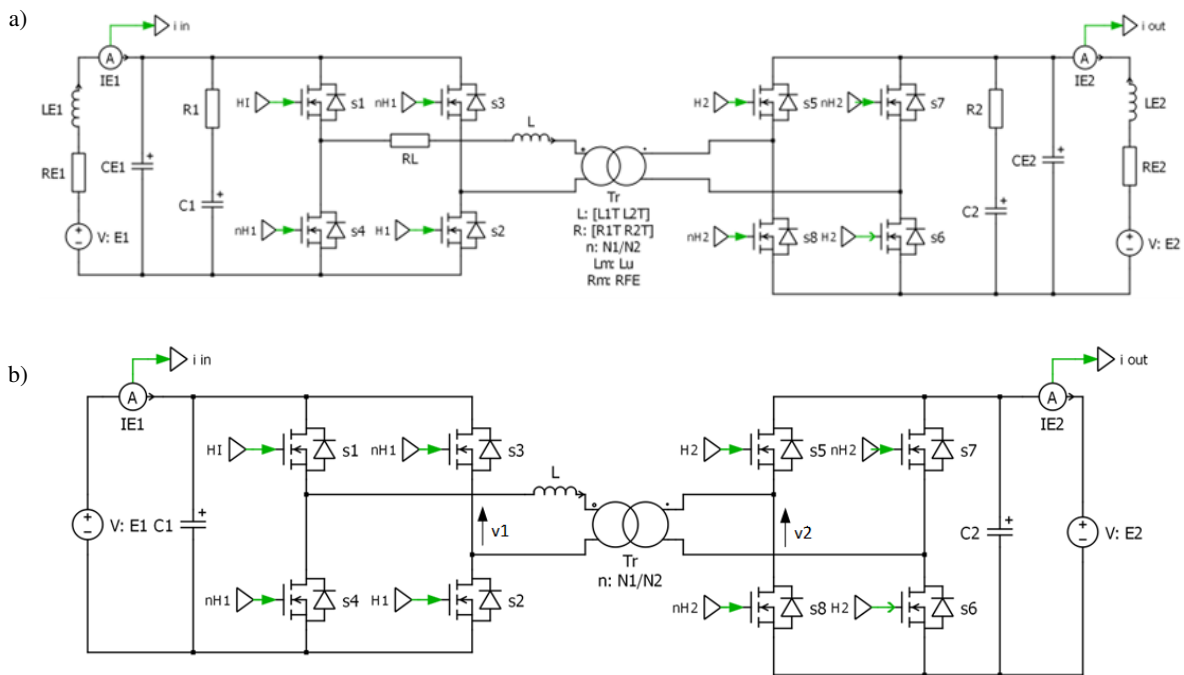 a)
i in
i out
A
A
IE1
IE2
LE1
R1
HI
s1
nH1
s3
H2
s5
nH2
s7
R2
LE2
L
RE1
CE1
RL
CE2
RE2
C1
Tr
C2
L: [L1T L2T]
R: [R1T R2T]
n: N1/N2
Lm: Lu
Rm: RFE
V: E1
nH1
s4
H1
s2
nH2
s8
H2
s6
V: E2
b)
i in
i out
A
A
IE1
IE2
HI
s1
nH1
s3
H2
s5
nH2
s7
L
V: E1
C1
v1
v2
C2
V: E2
Tr
n: N1/N2
nH1
s4
H1
s2
nH2
s8
H2
s6